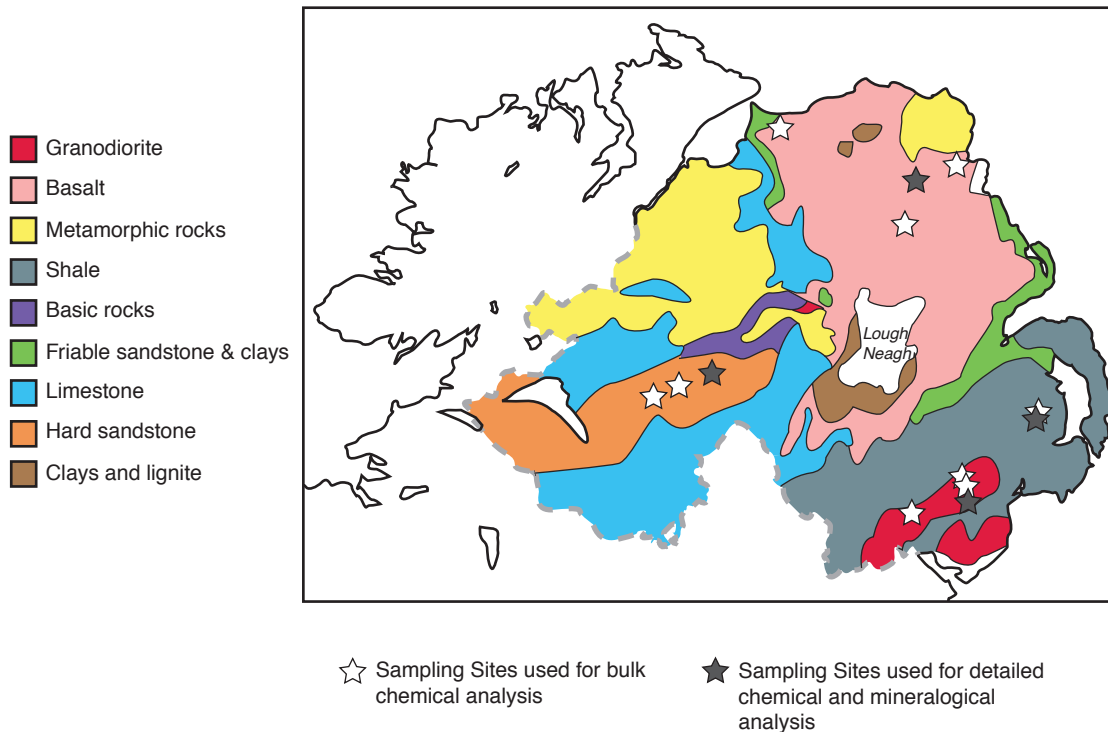 Granodiorite
Basalt
Metamorphic rocks
Shale
Basic rocks
Friable sandstone & clays
Limestone
Hard sandstone
Clays and lignite
Lough
Neagh
Sampling Sites used for bulk
chemical analysis
Sampling Sites used for detailed
chemical and mineralogical
analysis